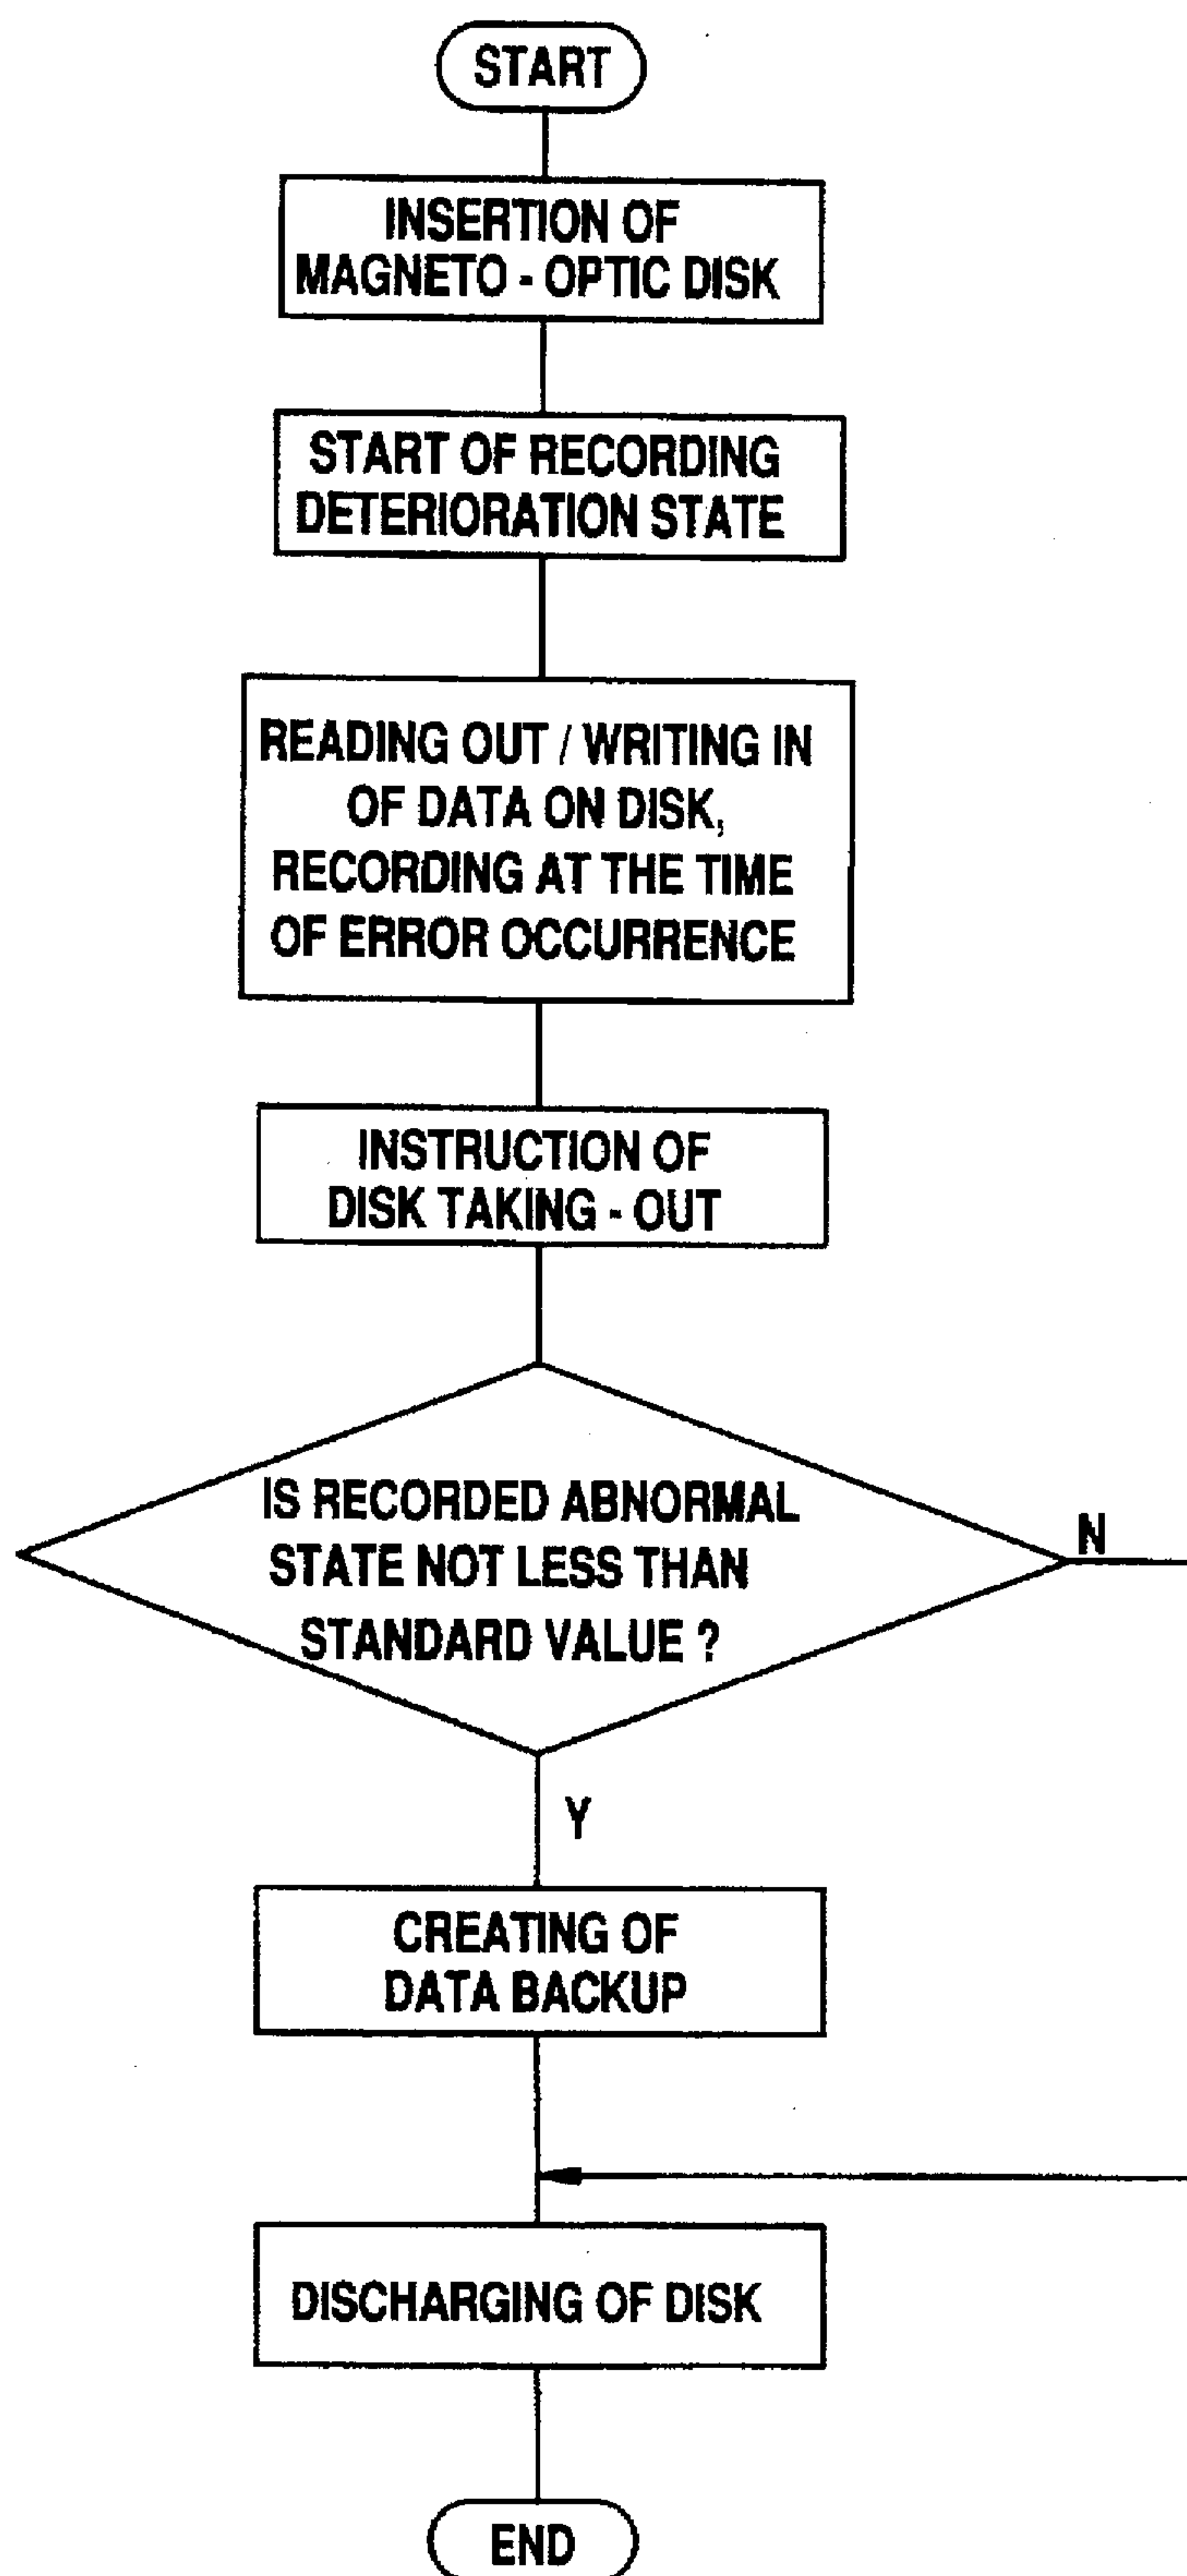 START
INSERTION OF
MAGNETO - OPTIC DISK
START OF RECORDING
DETERIORATION STATE
READING OUT / WRITING IN
OF DATA ON DISK,
RECORDING AT THE TIME
OF ERROR OCCURRENCE
INSTRUCTION OF
DISK TAKING - OUT
IS RECORDED ABNORMAL
STATE NOT LESS THAN
STANDARD VALUE ?
N
Y
CREATING OF
DATA BACKUP
DISCHARGING OF DISK
END